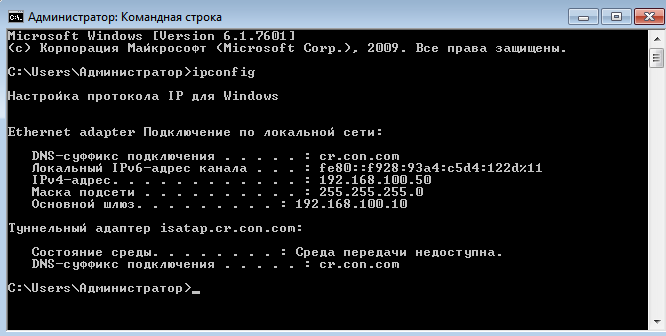 Администратор: Командная строка
Microsoft Windows [Version 6.1.7601]
(c) Корпорация Майкрософт (Microsoft Corp.), 2009. Все права защищены.
C:\Users\Администратор>ipconfig
Настройка протокола IP для Windows
Ethernet adapter Подключение по локальной сети:
DNS-суффикс подключения . . . . . : cr.con.com
Локальный IPv6-адрес канала . . . : fe80::f928:93a4:c5d4:122d%11
IPv4-адрес. . . . . . . . . . . . : 192.168.100.50
Маска подсети . . . . . . . . . . : 255.255.255.0
Основной шлюз. . . . . . . . . : 192.168.100.10
Туннельный адаптер isatap.cr.con.com:
Состояние среды. . . . . . . . : Среда передачи недоступна.
DNS-суффикс подключения . . . . . : cr.con.com
C:\Users\Администратор>_